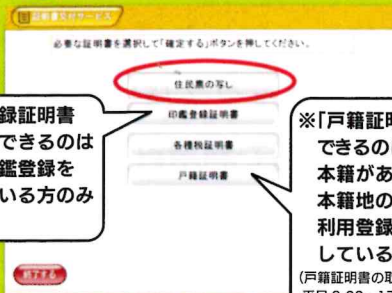 証明書交付サービス
必要な証明書を選択して「確定する」ボタンを押してください。
住民票の写し
印鑑登録証明書
各種税証明書
戸籍証明書
終了する
録証明書
できるのは
鑑登録を
いる方のみ
※「戸籍証明
できるの
本籍があ
本籍地の
利用登録
している
(戸籍証明書の取